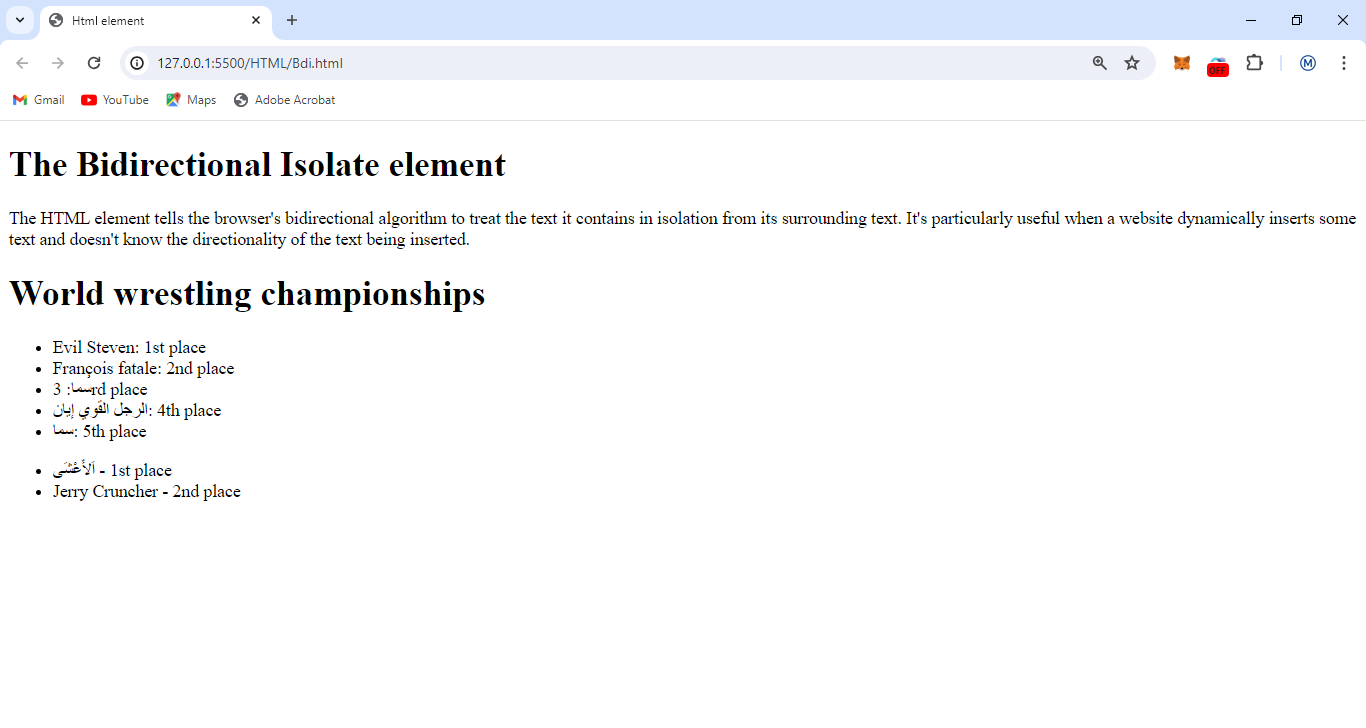 Html element
127.0.0.1:5500/HTML/Bdi.html
OFF
M
Gmail
YouTube
Maps
Adobe Acrobat
The Bidirectional Isolate element
The HTML element tells the browser's bidirectional algorithm to treat the text it contains in isolation from its surrounding text. It's particularly useful when a website dynamically inserts some
text and doesn't know the directionality of the text being inserted.
World wrestling championships
Evil Steven: 1st place
François fatale: 2nd place
سما: 3rd place
الرجل القوي إيان: 4th place
سما: 5th place
اَلأَعْشَى - 1st place
Jerry Cruncher - 2nd place